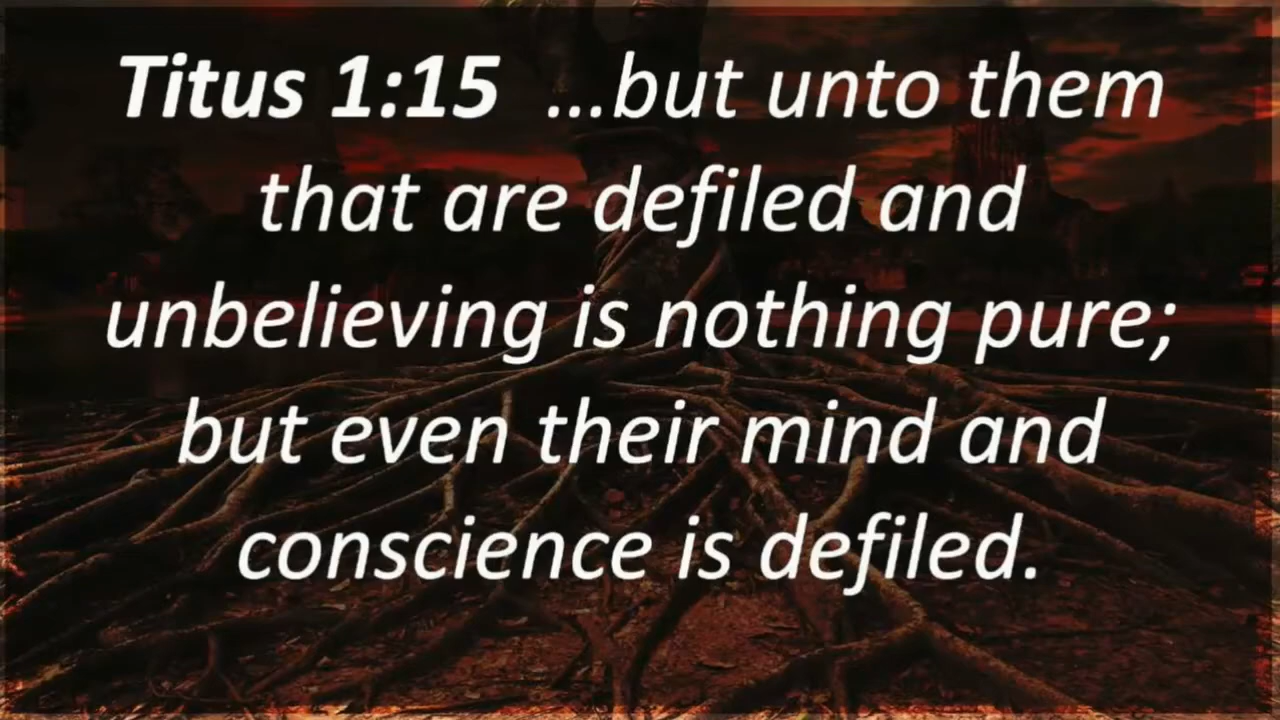 Titus 1:15 ...but unto them
that are defiled and
unbelieving is nothing pure;
but even their mind and
conscience is defiled.